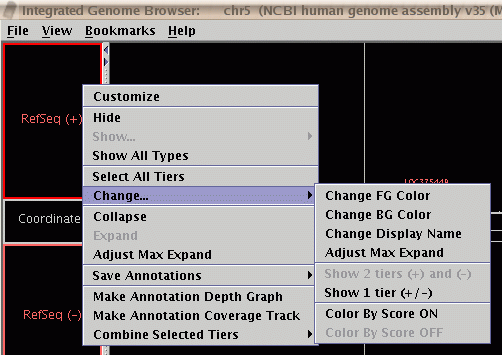 Integrated Genome Browser: chr5 (NCBI human genome assembly v35 (M
File View Bookmarks Help
RefSeq (+)
Customize
Hide
Show...
Show All Types
Select All Tiers
Change...
Collapse
Expand
Adjust Max Expand
Save Annotations
Make Annotation Depth Graph
Make Annotation Coverage Track
Combine Selected Tiers
Change FG Color
Change BG Color
Change Display Name
Adjust Max Expand
Show 2 tiers (+) and (-)
Show 1 tier (+/-)
Color By Score ON
Color By Score OFF
Coordinate
RefSeq (-)